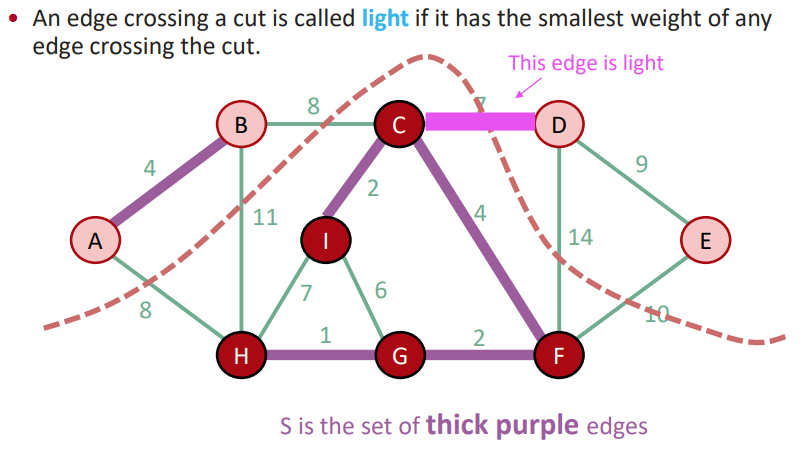 • An edge crossing a cut is called light if it has the smallest weight of any
edge crossing the cut.
This edge is light
8
7
B
C
D
4
2
9
11
4
A
I
14
E
8
7
6
10
1
2
H
G
F
S is the set of thick purple edges